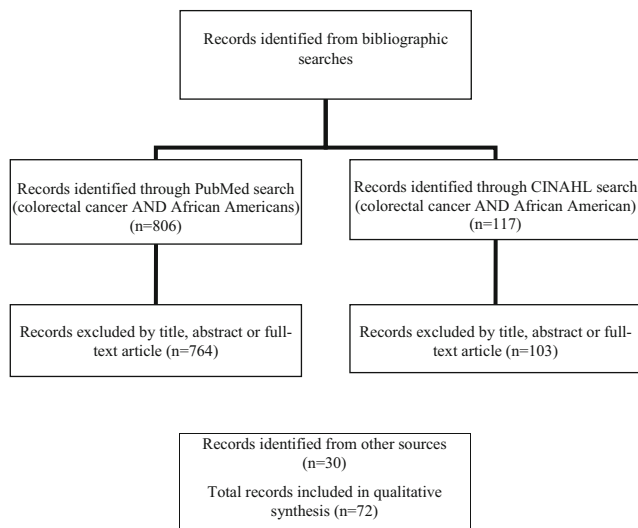 Records identified from bibliographic
searches
Records identified through PubMed search
(colorectal cancer AND African Americans)
(n=806)
Records identified through CINAHL search
(colorectal cancer AND African American)
(n=117)
Records excluded by title, abstract or full-
text article (n=764)
Records excluded by title, abstract or full-
text article (n=103)
Records identified from other sources
(n=30)
Total records included in qualitative
synthesis (n=72)